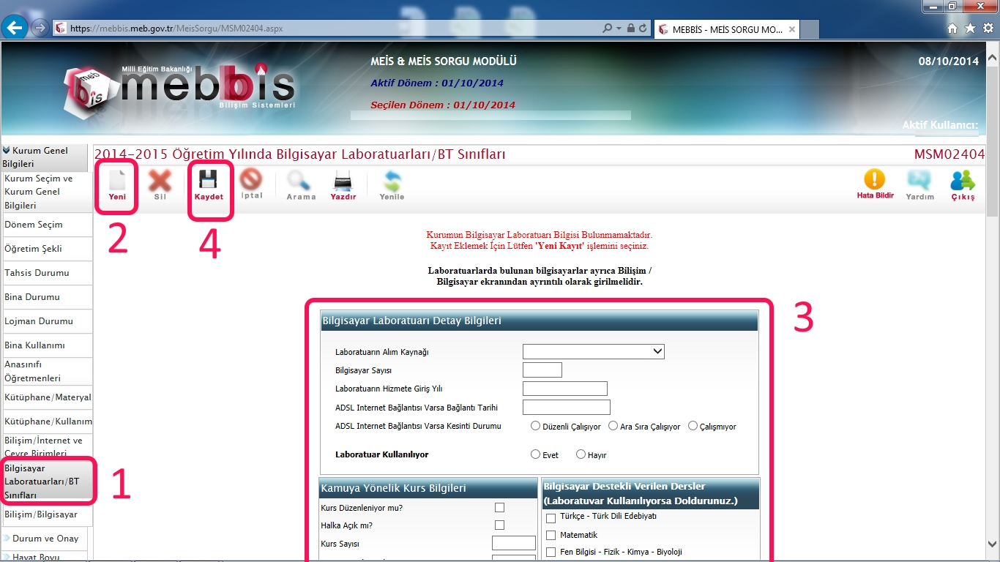 https://mebbis.meb.gov.tr/MeisSorgu/MSM02404.aspx
MEBBİS - MEİS SORGU MO...
Milli Eğitim Bakanlığı
meb
bis
mebbis
Bilişim Sistemleri
MEİS & MEİS SORGU MODÜLÜ
Aktif Dönem : 01/10/2014
Seçilen Dönem : 01/10/2014
08/10/2014
Aktif Kullanıcı:
Kurum Genel
Bilgileri
Kurum Seçim ve
Kurum Genel
Bilgileri
Dönem Seçim
Öğretim Şekli
Tahsis Durumu
Bina Durumu
Lojman Durumu
Bina Kullanımı
Anasınıfı
Öğretmenleri
Kütüphane/Materyal
Kütüphane/Kullanım
Bilişim/İnternet ve
Çevre Birimleri
Bilgisayar
Laboratuarları/BT
Sınıfları
1
Bilişim/Bilgisayar
Durum ve Onay
Hayat Boyu
2014-2015 Öğretim Yılında Bilgisayar Laboratuarları/BT Sınıfları
MSM02404
Yeni
Sil
Kaydet
İptal
Arama
Yazdır
Yenile
Hata Bildir
Yardım
Çıkış
2
4
Kurumun Bilgisayar Laboratuarı Bilgisi Bulunmamaktadır.
Kayıt Eklemek İçin Lütfen 'Yeni Kayıt' işlemini seçiniz.
Laboratuarlarda bulunan bilgisayarlar ayrıca Bilişim /
Bilgisayar ekranından ayrıntılı olarak girilmelidir.
3
Bilgisayar Laboratuarı Detay Bilgileri
Laboratuarın Alım Kaynağı
Bilgisayar Sayısı
Laboratuarın Hizmete Giriş Yılı
ADSL Internet Bağlantısı Varsa Bağlantı Tarihi
ADSL Internet Bağlantısı Varsa Kesinti Durumu
Düzenli Çalışıyor
Ara Sıra Çalışıyor
Çalışmıyor
Laboratuar Kullanılıyor
Evet
Hayır
Kamuya Yönelik Kurs Bilgileri
Kurs Düzenleniyor mu?
Halka Açık mı?
Kurs Sayısı
Bilgisayar Destekli Verilen Dersler
(Laboratuvar Kullanılıyorsa Doldurunuz.)
Türkçe - Türk Dili Edebiyatı
Matematik
Fen Bilgisi - Fizik - Kimya - Biyoloji